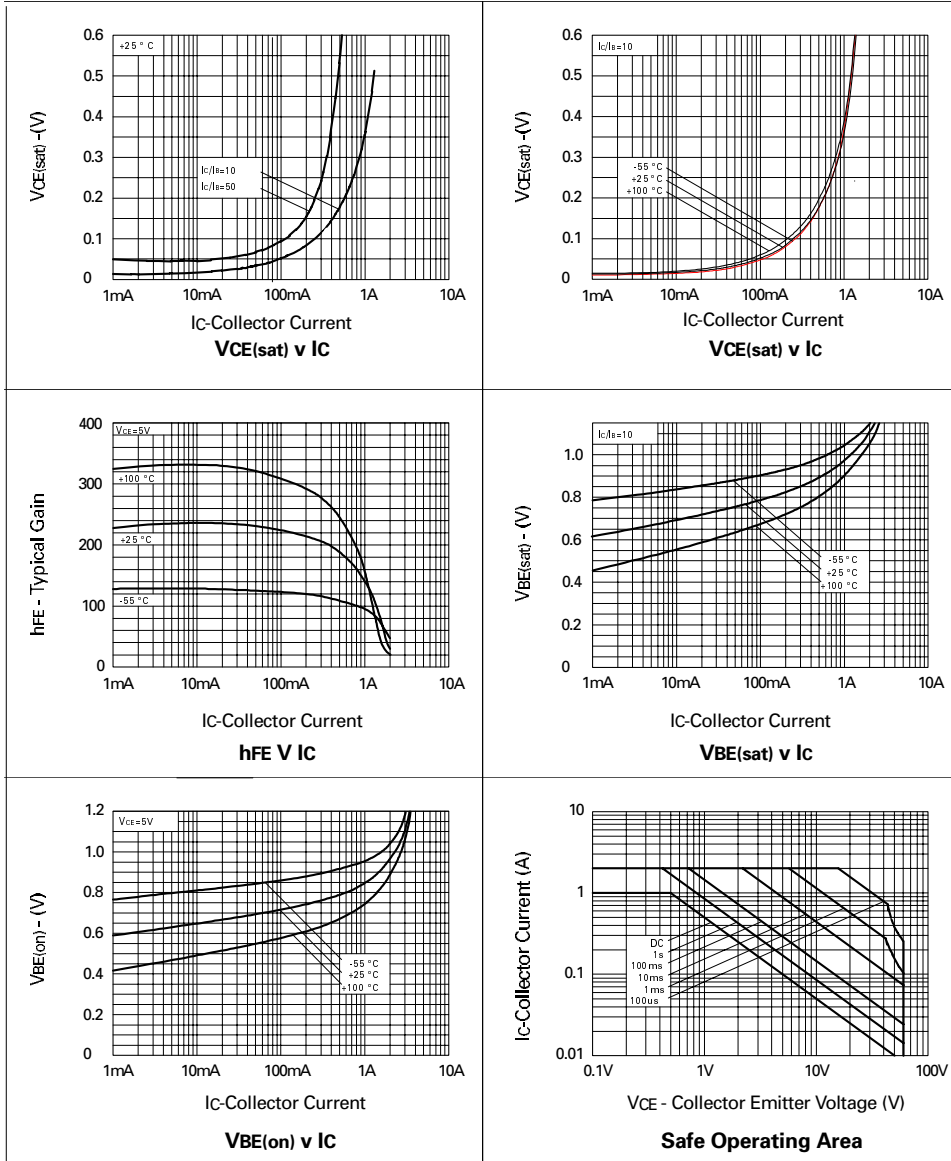 0.6
+25 °C
0.5
0.4
0.3
IC/IB=10
0.2
IC/IB=50
0.1
0
1mA 10mA 100mA 1A 10A
VCE(sat) -(V)
IC-Collector Current
VCE(sat) v IC
0.6
IC/IB=10
0.5
0.4
0.3
-55 °C
+25 °C
0.2
+100 °C
0.1
0
1mA 10mA 100mA 1A 10A
VCE(sat) -(V)
IC-Collector Current
VCE(sat) v IC
400
VCE=5V
+100 °C
300
+25 °C
200
100
-55 °C
0
1mA 10mA 100mA 1A 10A
hFE - Typical Gain
IC-Collector Current
hFE V IC
IC/IB=10
1.0
0.8
0.6
-55 °C
+25 °C
0.4
+100 °C
0.2
0
1mA 10mA 100mA 1A 10A
VBE(sat) - (V)
IC-Collector Current
VBE(sat) v IC
1.2
VCE=5V
1.0
0.8
0.6
-55 °C
+25 °C
0.4
+100 °C
0.2
0
1mA 10mA 100mA 1A 10A
VBE(on) - (V)
IC-Collector Current
VBE(on) v IC
10
1
DC
1s
100ms
10ms
0.1
1ms
100us
0.01
0.1V 1V 10V 100V
IC-Collector Current (A)
VCE - Collector Emitter Voltage (V)
Safe Operating Area